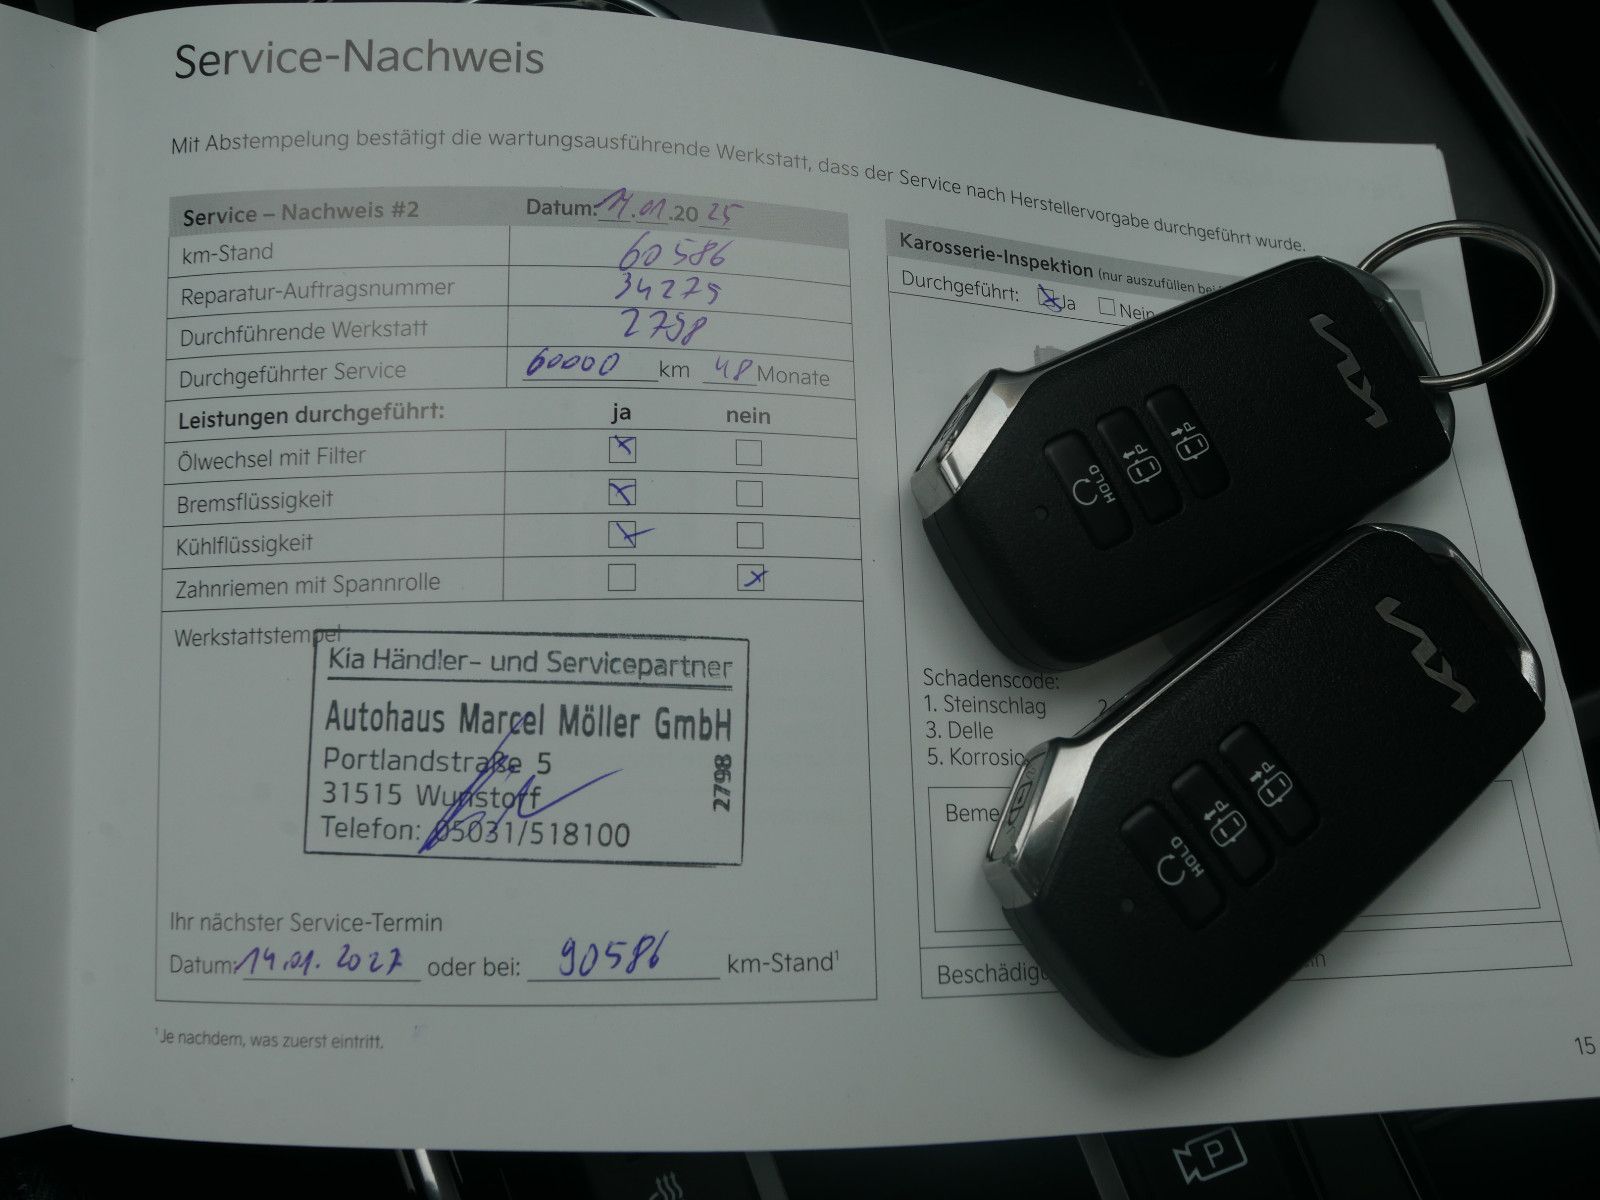 Service-Nachweis
Mit Abstempelung bestätigt die wartungsausführende Werkstatt, dass der Service nach Herstellervorgabe durchgeführt wurde.
Service – Nachweis #2 Datum: 14.01.2025
km-Stand 60586
Reparatur-Auftragsnummer 34275
Durchführende Werkstatt 2798
Durchgeführter Service 60000 km 48 Monate
Leistungen durchgeführt: ja nein
Ölwechsel mit Filter
Bremsflüssigkeit
Kühlflüssigkeit
Zahnriemen mit Spannrolle
Werkstattstempel
Kia Händler- und Servicepartner
Autohaus Marcel Möller GmbH
Portlandstraße 5
31515 Wunstorf
Telefon: 05031/518100
2798
Ihr nächster Service-Termin
Datum: 14.01.2027 oder bei: 90586 km-Stand¹
¹Je nachdem, was zuerst eintritt.
Karosserie-Inspektion (nur auszufüllen bei
Durchgeführt: Ja Nein
Schadenscode:
1. Steinschlag 2
3. Delle
5. Korrosio
Beme
Beschädig
15
KIA
HOLD
P
P
KIA
HOLD
P
P
P